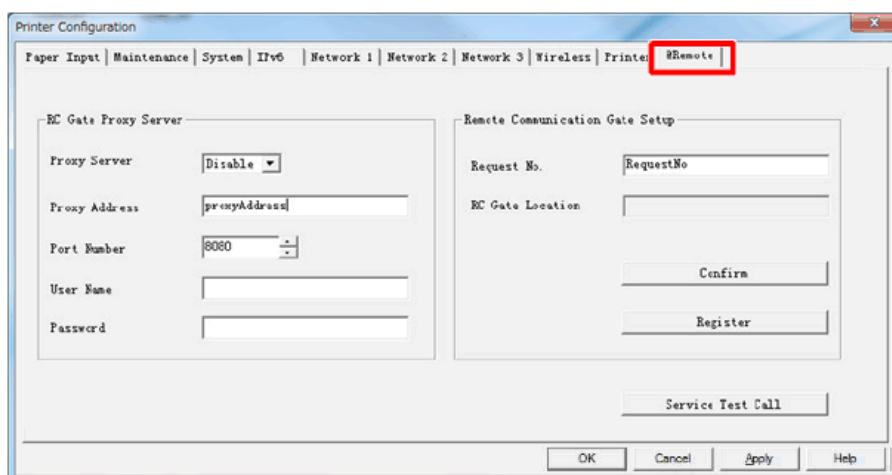 Printer Configuration
Paper Input Maintenance System IPv6 Network 1 Network 2 Network 3 Wireless Printer @Remote
RC Gate Proxy Server
Proxy Server Disable
Proxy Address proxyAddress
Port Number 8080
User Name
Password
Remote Communication Gate Setup
Request No. RequestNo
RC Gate Location
Confirm
Register
Service Test Call
OK Cancel Apply Help